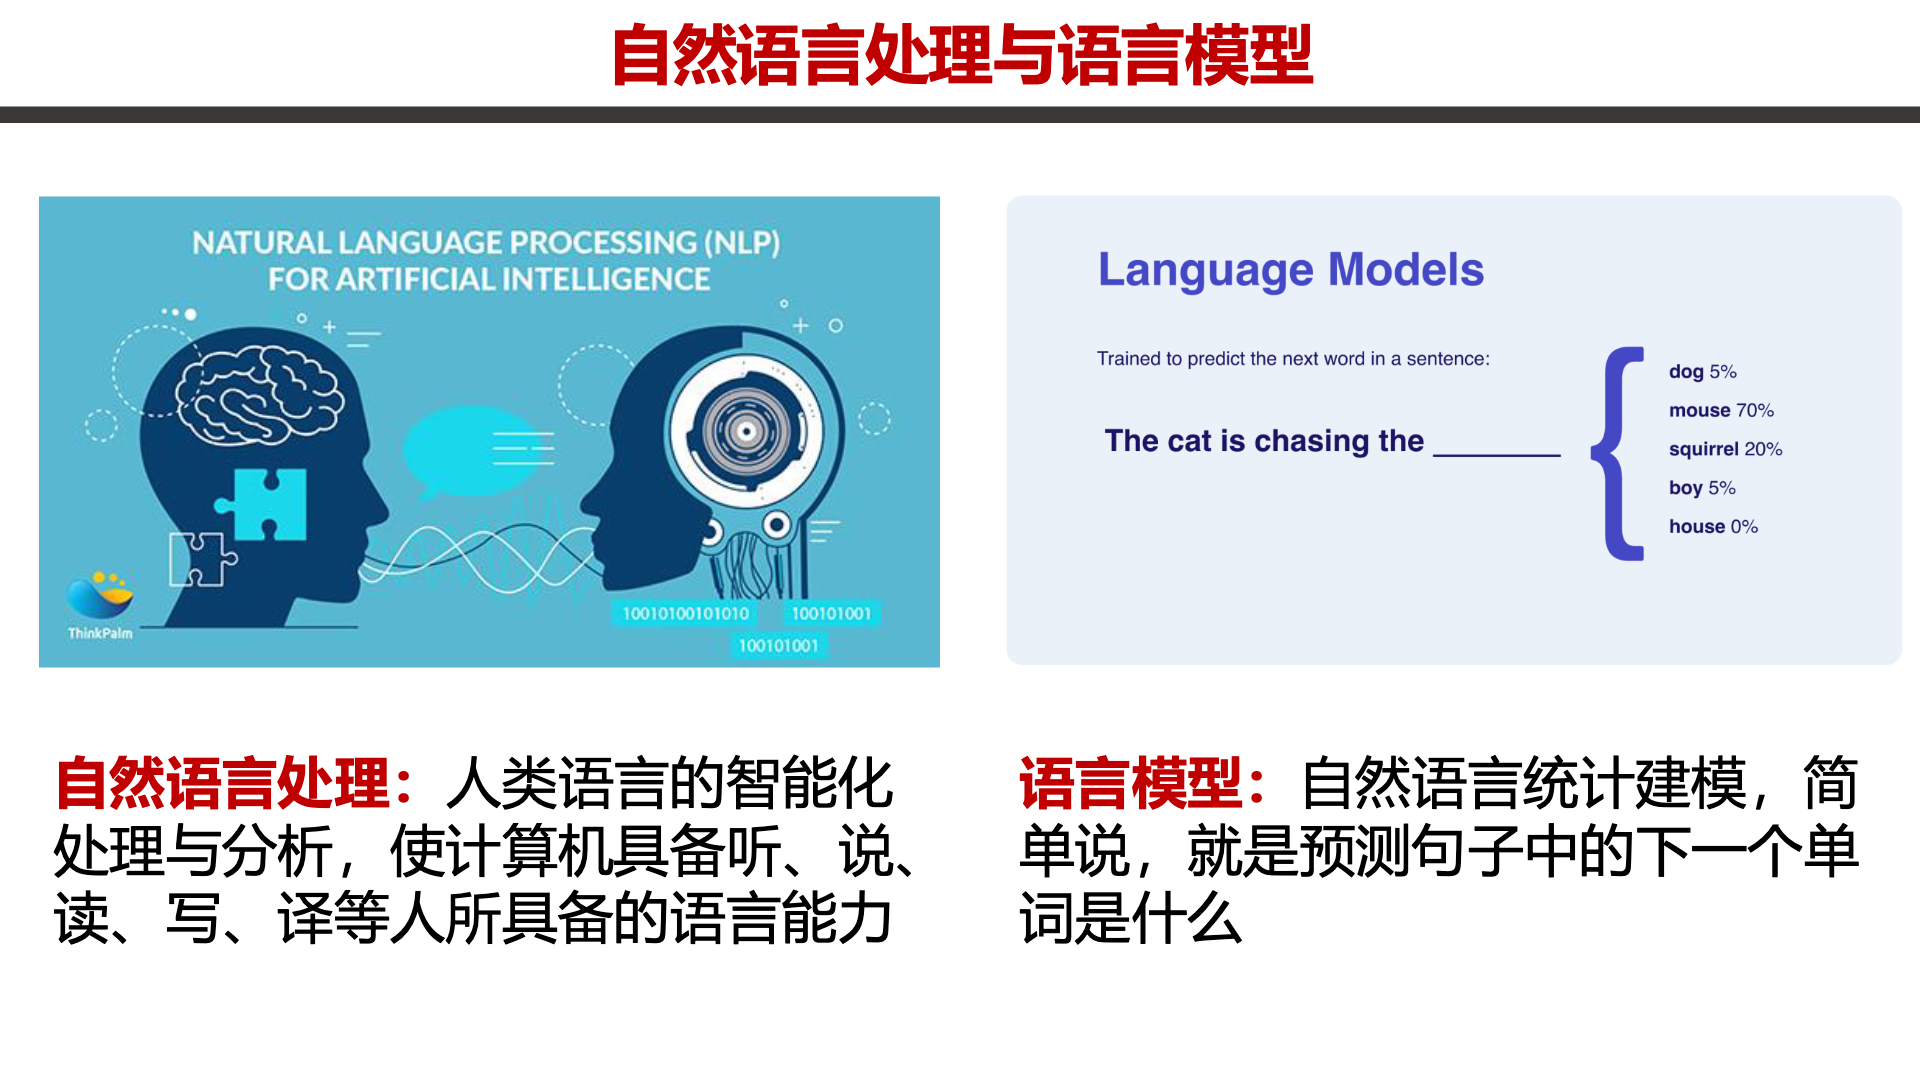 自然语言处理与语言模型
NATURAL LANGUAGE PROCESSING (NLP)
FOR ARTIFICIAL INTELLIGENCE
ThinkPalm
10010100101010
100101001
100101001
Language Models
Trained to predict the next word in a sentence:
The cat is chasing the ________
dog 5%
mouse 70%
squirrel 20%
boy 5%
house 0%
自然语言处理：人类语言的智能化
处理与分析，使计算机具备听、说、
读、写、译等人所具备的语言能力
语言模型：自然语言统计建模，简
单说，就是预测句子中的下一个单
词是什么